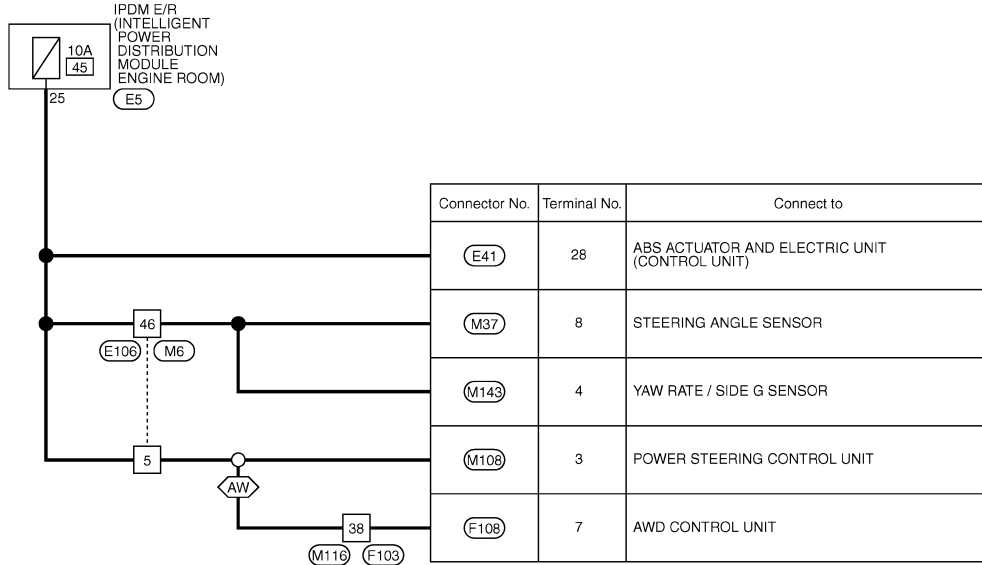 IPDM E/R
(INTELLIGENT
POWER
DISTRIBUTION
MODULE
ENGINE ROOM)
10A
45
25
E5
Connector No. Terminal No. Connect to
E41 28 ABS ACTUATOR AND ELECTRIC UNIT
(CONTROL UNIT)
46
M37 8 STEERING ANGLE SENSOR
E106 M6
M143 4 YAW RATE / SIDE G SENSOR
5
M108 3 POWER STEERING CONTROL UNIT
AW
38
F108 7 AWD CONTROL UNIT
M116 F103